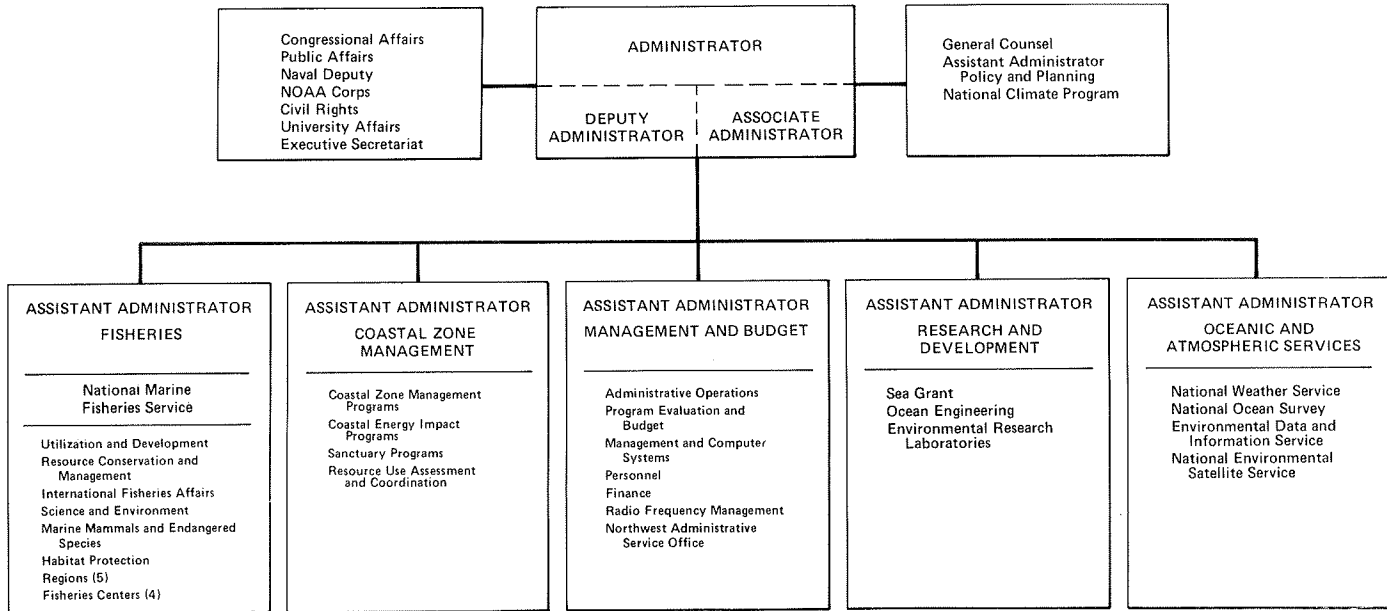 Congressional Affairs
Public Affairs
Naval Deputy
NOAA Corps
Civil Rights
University Affairs
Executive Secretariat
ADMINISTRATOR
DEPUTY
ADMINISTRATOR
ASSOCIATE
ADMINISTRATOR
General Counsel
Assistant Administrator
Policy and Planning
National Climate Program
ASSISTANT ADMINISTRATOR
FISHERIES
National Marine
Fisheries Service
Utilization and Development
Resource Conservation and
Management
International Fisheries Affairs
Science and Environment
Marine Mammals and Endangered
Species
Habitat Protection
Regions (5)
Fisheries Centers (4)
ASSISTANT ADMINISTRATOR
COASTAL ZONE
MANAGEMENT
Coastal Zone Management
Programs
Coastal Energy Impact
Programs
Sanctuary Programs
Resource Use Assessment
and Coordination
ASSISTANT ADMINISTRATOR
MANAGEMENT AND BUDGET
Administrative Operations
Program Evaluation and
Budget
Management and Computer
Systems
Personnel
Finance
Radio Frequency Management
Northwest Administrative
Service Office
ASSISTANT ADMINISTRATOR
RESEARCH AND
DEVELOPMENT
Sea Grant
Ocean Engineering
Environmental Research
Laboratories
ASSISTANT ADMINISTRATOR
OCEANIC AND
ATMOSPHERIC SERVICES
National Weather Service
National Ocean Survey
Environmental Data and
Information Service
National Environmental
Satellite Service